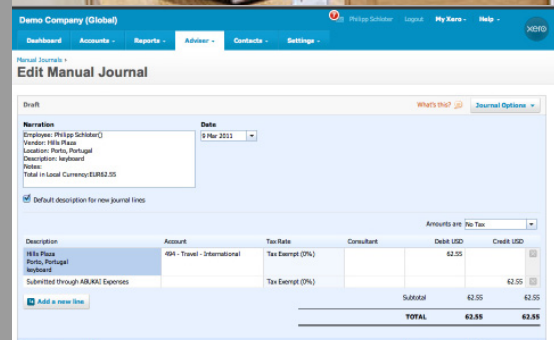 Demo Company (Global)
? Philipp Schlober Logout My Xero Help
xero
Dashboard Accounts Reports Adviser Contacts Settings
Manual Journals ›
Edit Manual Journal
Draft What's this? Journal Options
Narration Date
Employee: Philipp Schlober() 9 Mar 2011
Vendor: Hills Plaza
Location: Porto, Portugal
Description: keyboard
Notes:
Total in Local Currency:EUR62.55
Default description for new journal lines
Amounts are No Tax
Description Account Tax Rate Consultant Debit USD Credit USD
Hills Plaza 494 - Travel - International Tax Exempt (0%) 62.55
Porto, Portugal
keyboard
Submitted through ABUKAI Expenses Tax Exempt (0%) 62.55
Add a new line Subtotal 62.55 62.55
TOTAL 62.55 62.55